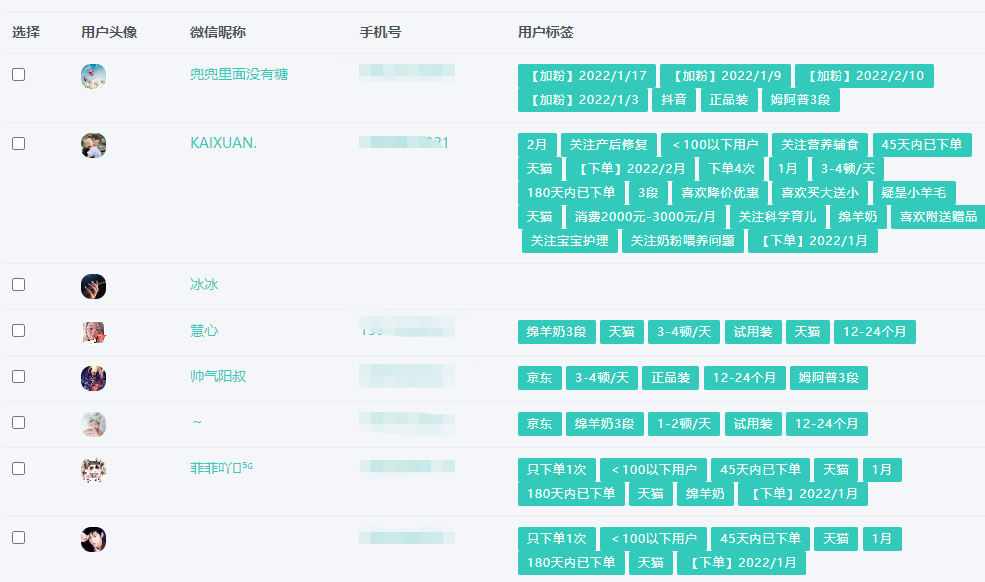 选择 用户头像 微信昵称 手机号 用户标签
兜兜里面没有糖 【加粉】2022/1/17 【加粉】2022/1/9 【加粉】2022/2/10
【加粉】2022/1/3 抖音 正品装 姆阿普3段
KAIXUAN. 2月 关注产后修复 <100以下用户 关注营养辅食 45天内已下单
天猫 【下单】2022/2月 下单4次 1月 3-4顿/天
180天内已下单 3段 喜欢降价优惠 喜欢买大送小 疑是小羊毛
天猫 消费2000元-3000元/月 关注科学育儿 绵羊奶 喜欢附送赠品
关注宝宝护理 关注奶粉喂养问题 【下单】2022/1月
冰冰
慧心 绵羊奶3段 天猫 3-4顿/天 试用装 天猫 12-24个月
帅气阳叔 京东 3-4顿/天 正品装 12-24个月 姆阿普3段
~ 京东 绵羊奶3段 1-2顿/天 试用装 12-24个月
菲菲吖 5G 只下单1次 <100以下用户 45天内已下单 天猫 1月
180天内已下单 天猫 绵羊奶 【下单】2022/1月
只下单1次 <100以下用户 45天内已下单 天猫 1月
180天内已下单 天猫 【下单】2022/1月